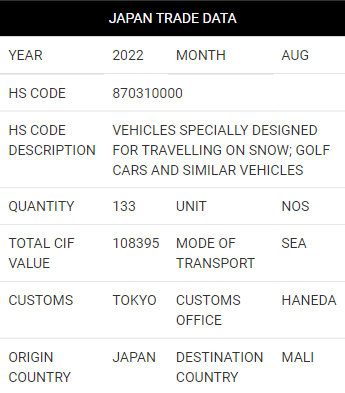 JAPAN TRADE DATA
YEAR 2022 MONTH AUG
HS CODE 870310000
HS CODE DESCRIPTION VEHICLES SPECIALLY DESIGNED
FOR TRAVELLING ON SNOW; GOLF
CARS AND SIMILAR VEHICLES
QUANTITY 133 UNIT NOS
TOTAL CIF VALUE 108395 MODE OF TRANSPORT SEA
CUSTOMS TOKYO CUSTOMS OFFICE HANEDA
ORIGIN COUNTRY JAPAN DESTINATION COUNTRY MALI